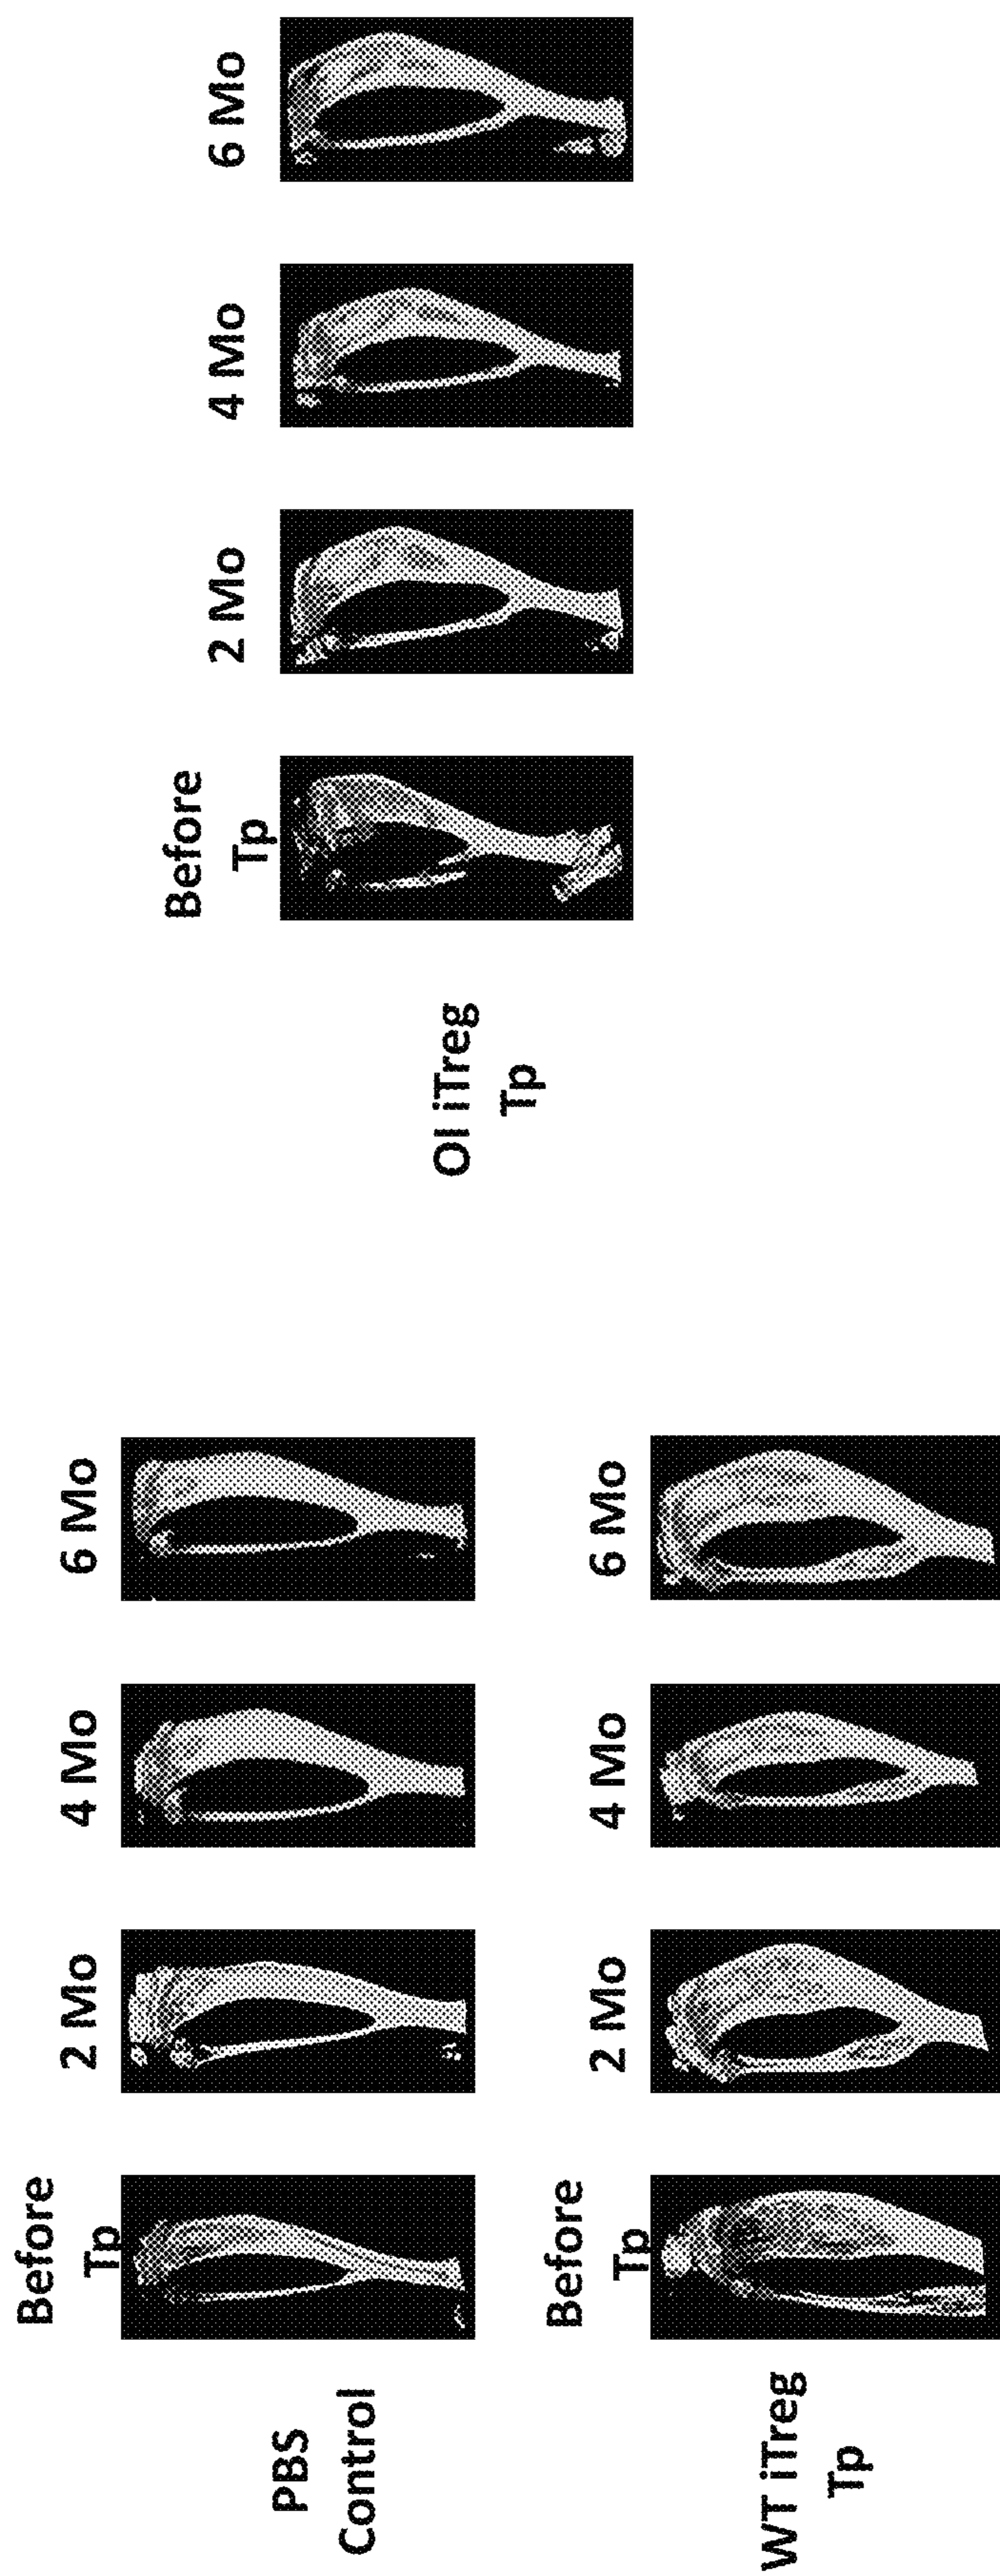 Before
Tp
2 Mo
4 Mo
6 Mo
PBS
Control
Before
Tp
2 Mo
4 Mo
6 Mo
WT iTreg
Tp
Before
Tp
2 Mo
4 Mo
6 Mo
OI iTreg
Tp